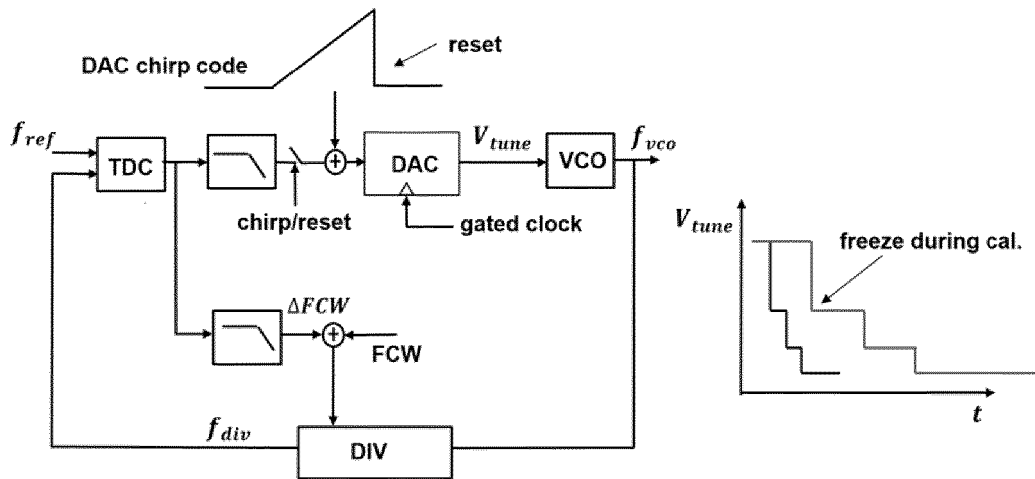 reset
DAC chirp code
f_ref
TDC
+
DAC
V_tune
VCO
f_vco
chirp/reset
gated clock
V_tune
freeze during cal.
ΔFCW
+
FCW
f_div
DIV
t